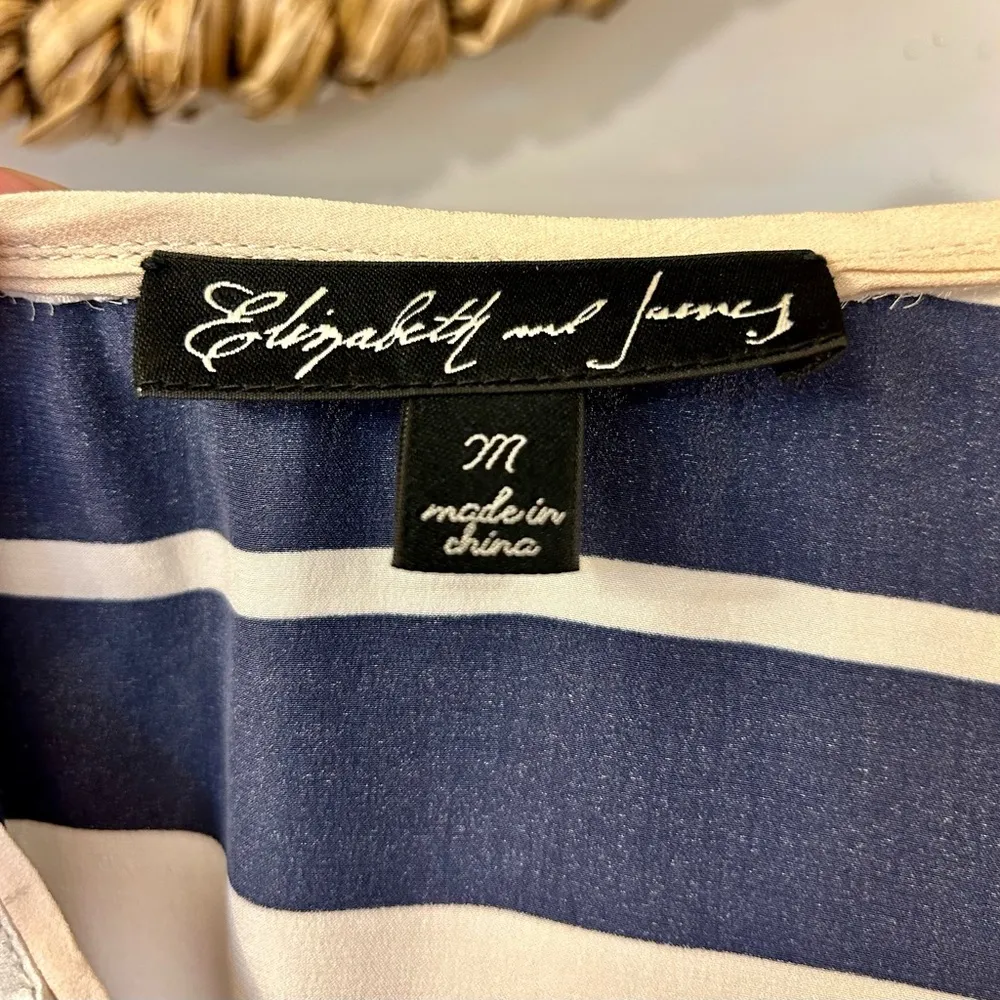 Elizabeth and James
M
made in
china